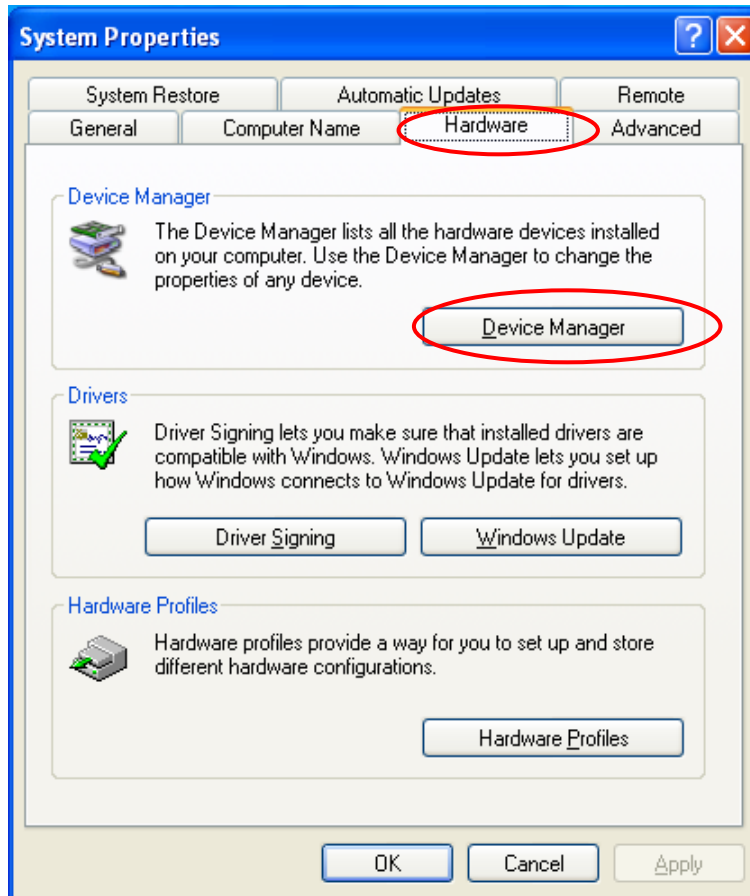 System Properties
System Restore Automatic Updates Remote
General Computer Name Hardware Advanced
Device Manager
The Device Manager lists all the hardware devices installed
on your computer. Use the Device Manager to change the
properties of any device.
Device Manager
Drivers
Driver Signing lets you make sure that installed drivers are
compatible with Windows. Windows Update lets you set up
how Windows connects to Windows Update for drivers.
Driver Signing Windows Update
Hardware Profiles
Hardware profiles provide a way for you to set up and store
different hardware configurations.
Hardware Profiles
OK Cancel Apply